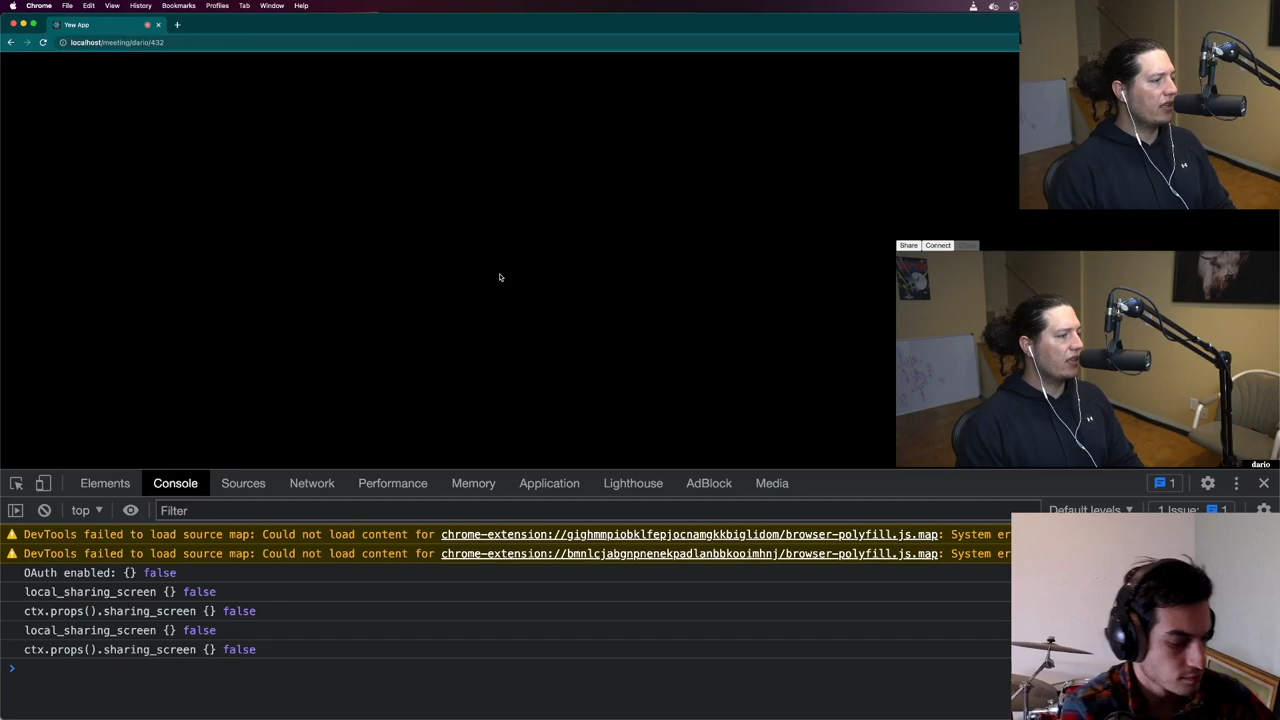 Chrome File Edit View History Bookmarks Profiles Tab Window Help
Yew App
localhost/meeting/dario/432
Share Connect
dario
Elements Console Sources Network Performance Memory Application Lighthouse AdBlock Media 1
top Filter Default levels 1 Issue: 1
DevTools failed to load source map: Could not load content for chrome-extension://gighmmpiobklfepjocnamgkkbiglidom/browser-polyfill.js.map: System er
DevTools failed to load source map: Could not load content for chrome-extension://bmnlcjabgnpnenekpadlanbbkooimhnj/browser-polyfill.js.map: System er
OAuth enabled: {} false
local_sharing_screen {} false
ctx.props().sharing_screen {} false
local_sharing_screen {} false
ctx.props().sharing_screen {} false